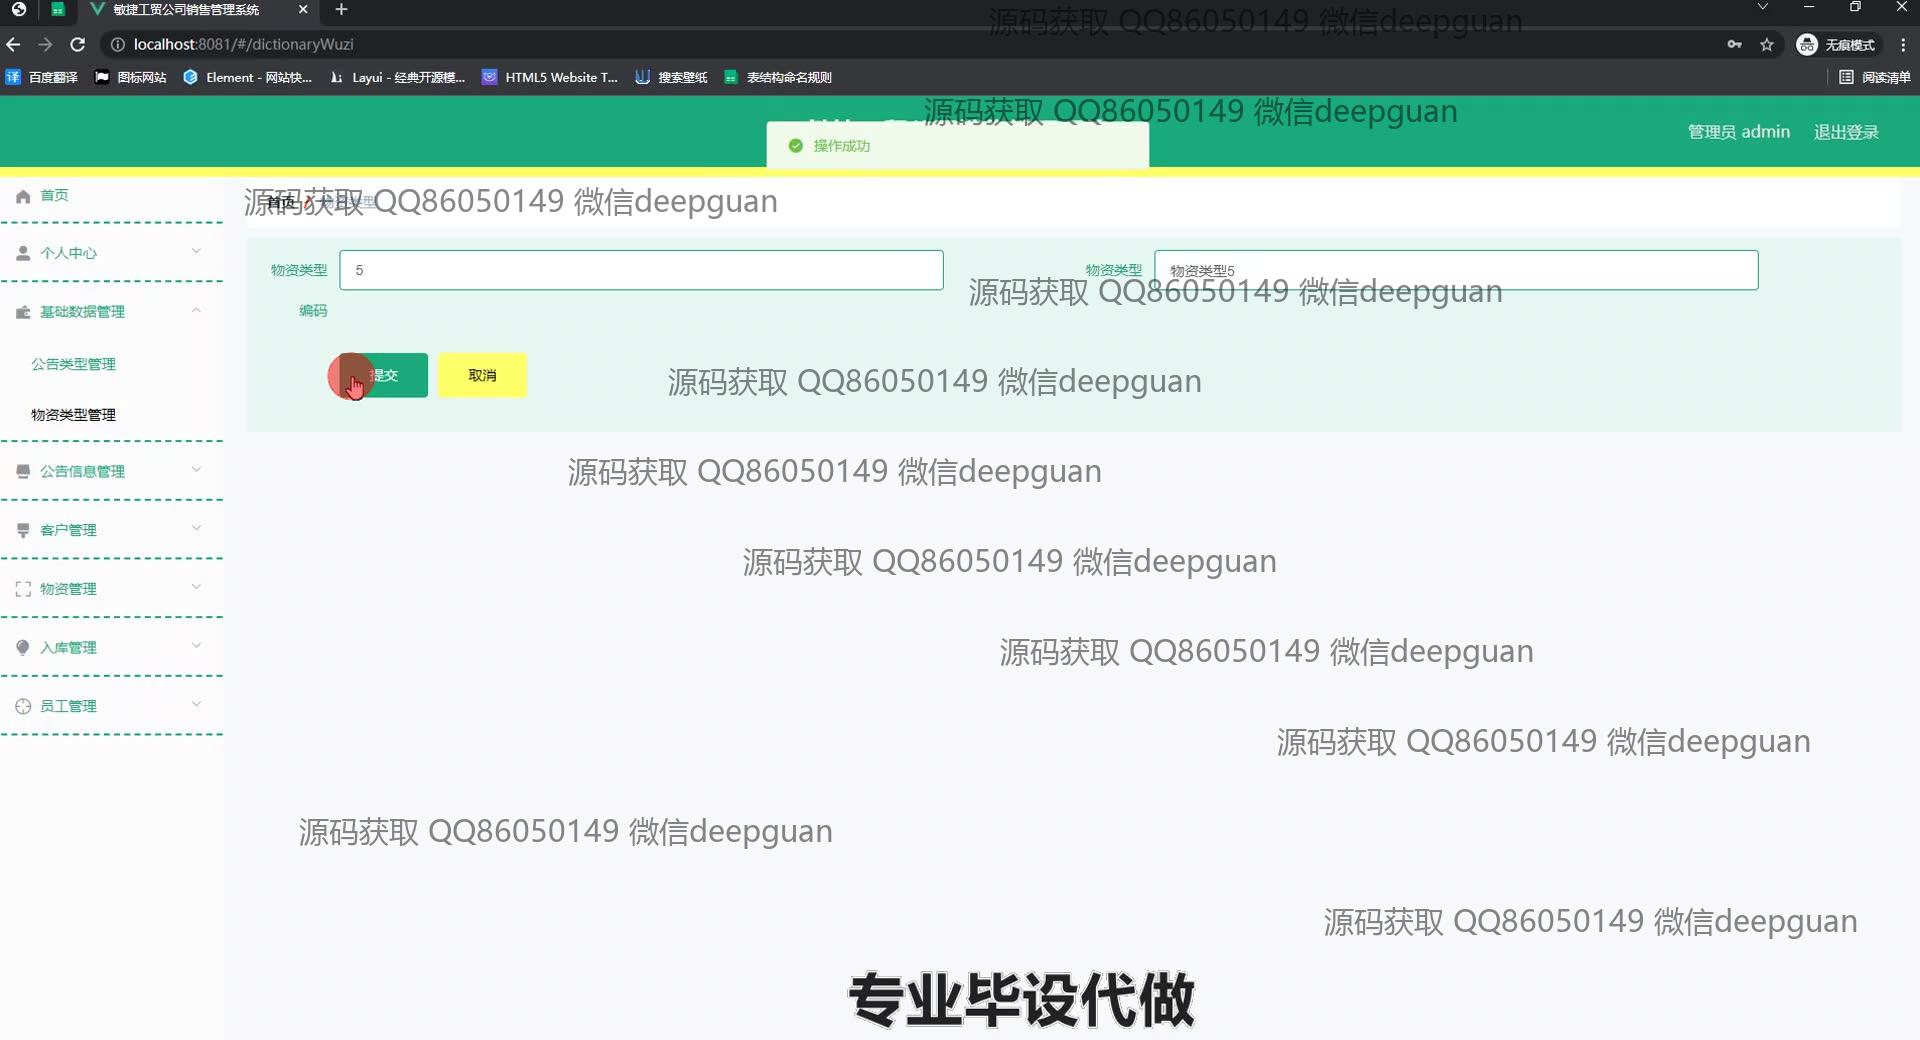 敏捷工贸公司销售管理系统
localhost:8081/#/dictionaryWuzi
无痕模式
百度翻译 图标网站 Element - 网站快... Layui - 经典开源模... HTML5 Website T... 搜索壁纸 表结构命名规则 阅读清单
源码获取 QQ86050149 微信deepguan
源码获取 QQ86050149 微信deepguan
操作成功
管理员 admin 退出登录
首页
首页 / 物资类型
源码获取 QQ86050149 微信deepguan
个人中心
物资类型 5
编码
物资类型 物资类型5
源码获取 QQ86050149 微信deepguan
基础数据管理
公告类型管理
提交 取消
源码获取 QQ86050149 微信deepguan
物资类型管理
公告信息管理
源码获取 QQ86050149 微信deepguan
客户管理
源码获取 QQ86050149 微信deepguan
物资管理
入库管理
源码获取 QQ86050149 微信deepguan
员工管理
源码获取 QQ86050149 微信deepguan
源码获取 QQ86050149 微信deepguan
源码获取 QQ86050149 微信deepguan
专业毕设代做